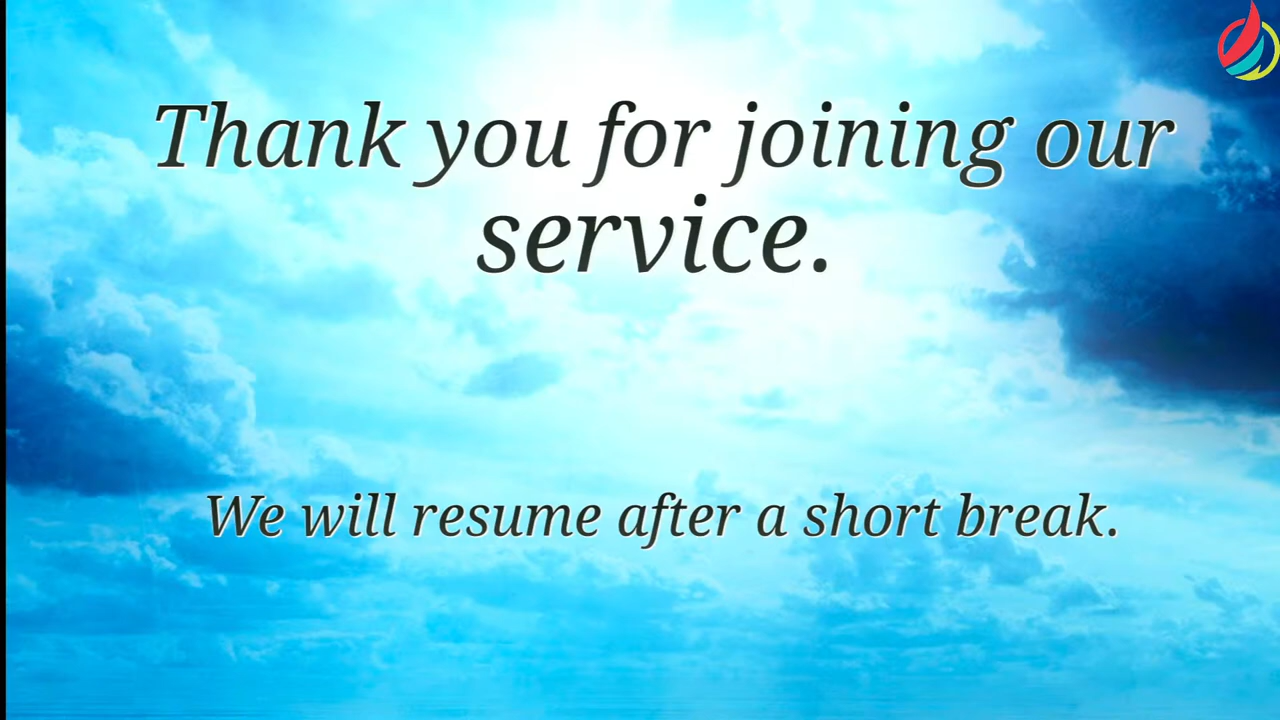 Thank you for joining our
service.
We will resume after a short break.